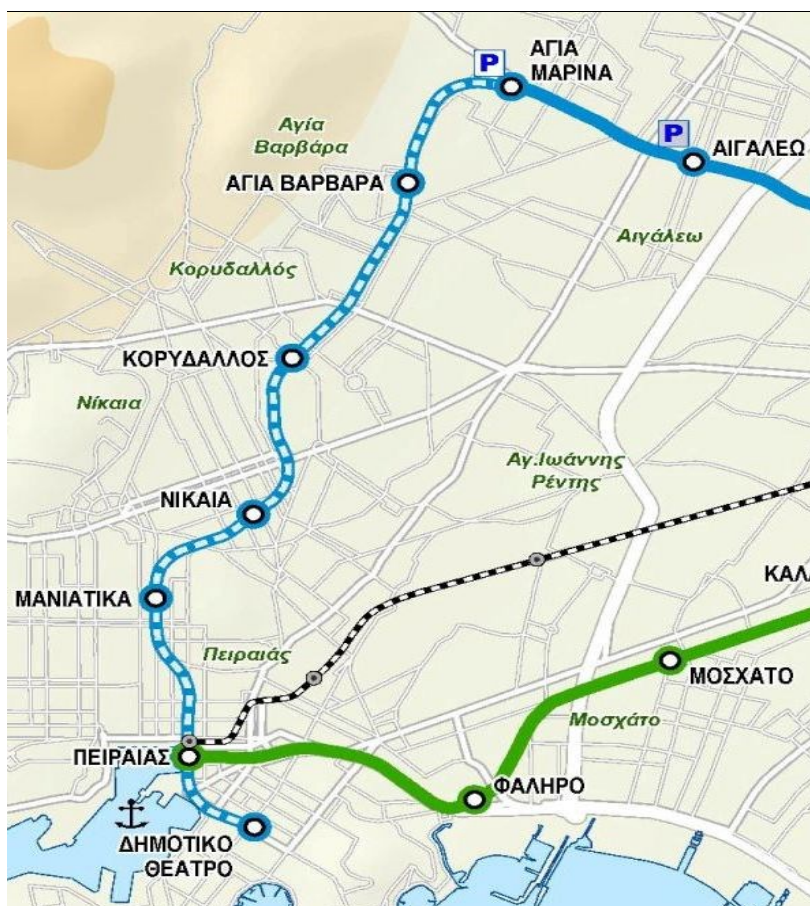 P
ΑΓΙΑ
ΜΑΡΙΝΑ
P
ΑΙΓΑΛΕΩ
Αγία
Βαρβάρα
ΑΓΙΑ ΒΑΡΒΑΡΑ
Αιγάλεω
Κορυδαλλός
ΚΟΡΥΔΑΛΛΟΣ
Νίκαια
Αγ.Ιωάννης
Ρέντης
ΝΙΚΑΙΑ
ΚΑΛΛ
ΜΑΝΙΑΤΙΚΑ
Πειραιάς
ΜΟΣΧΑΤΟ
Μοσχάτο
ΠΕΙΡΑΙΑΣ
ΦΑΛΗΡΟ
ΔΗΜΟΤΙΚΟ
ΘΕΑΤΡΟ